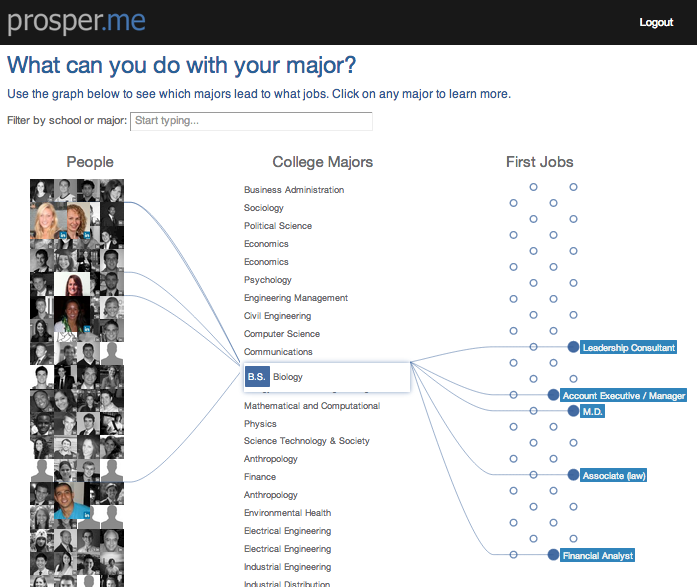 prosper.me
Logout
What can you do with your major?
Use the graph below to see which majors lead to what jobs. Click on any major to learn more.
Filter by school or major: Start typing...
People
College Majors
First Jobs
Business Administration
Sociology
Political Science
Economics
Economics
Psychology
Engineering Management
Civil Engineering
Computer Science
Communications
B.S. Biology
Mathematical and Computational
Physics
Science Technology & Society
Anthropology
Finance
Anthropology
Environmental Health
Electrical Engineering
Electrical Engineering
Industrial Engineering
Industrial Distribution
Leadership Consultant
Account Executive / Manager
M.D.
Associate (law)
Financial Analyst
in
in
in
in